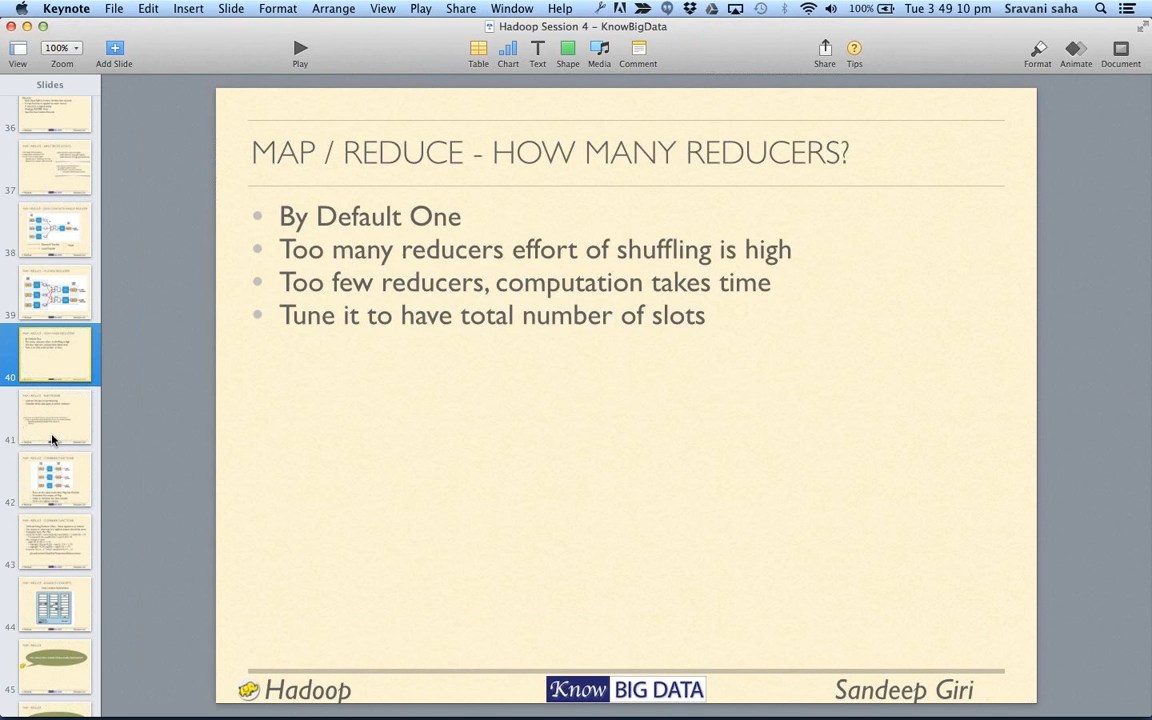 Keynote File Edit Insert Slide Format Arrange View Play Share Window Help 100% Tue 3 49 10 pm Sravani saha
Hadoop Session 4 – KnowBigData
100%
View Zoom Add Slide Play Table Chart Text Shape Media Comment Share Tips Format Animate Document
Slides
36
37
38
39
40
41
42
43
44
45
MAP / REDUCE - HOW MANY REDUCERS?
• By Default One
• Too many reducers effort of shuffling is high
• Too few reducers, computation takes time
• Tune it to have total number of slots
Hadoop Know BIG DATA Sandeep Giri